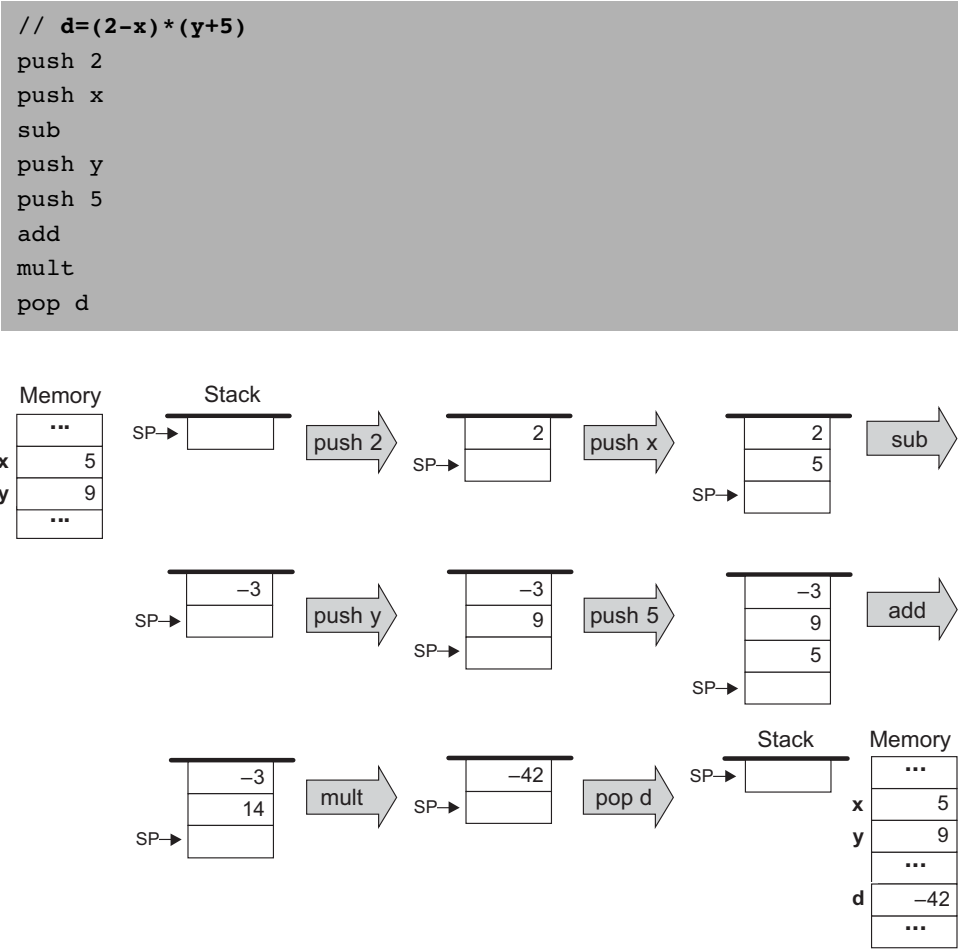 // d=(2-x)*(y+5)
push 2
push x
sub
push y
push 5
add
mult
pop d
Memory
Stack
...
x 5
y 9
...
SP
push 2
2
SP
push x
2
5
SP
sub
–3
SP
push y
–3
9
SP
push 5
–3
9
5
SP
add
–3
14
SP
mult
–42
SP
pop d
Stack
SP
Memory
...
x 5
y 9
...
d –42
...